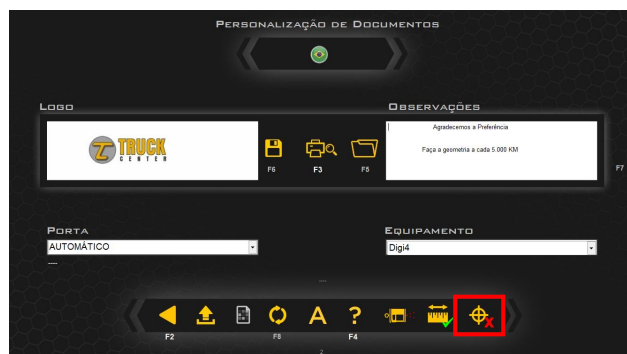 Personalização de Documentos
Logo
Observações
TRUCK
CENTER
Agradecemos a Preferência
Faça a geometria a cada 5.000 KM
F6
F3
F5
F7
Porta
Equipamento
AUTOMÁTICO
Digi4
----
----
A
?
F2
F8
F4
2